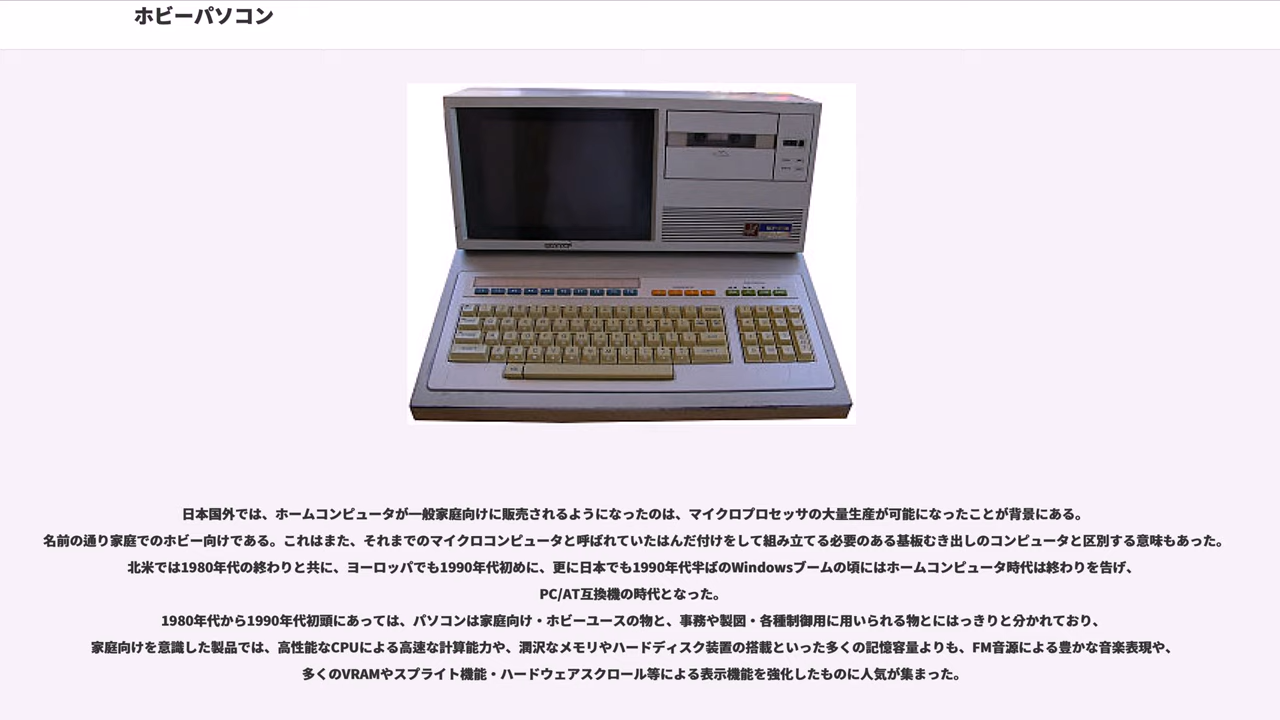 ホビーパソコン
日本国外では、ホームコンピュータが一般家庭向けに販売されるようになったのは、マイクロプロセッサの大量生産が可能になったことが背景にある。
名前の通り家庭でのホビー向けである。これはまた、それまでのマイクロコンピュータと呼ばれていたはんだ付けをして組み立てる必要のある基板むき出しのコンピュータと区別する意味もあった。
北米では1980年代の終わりと共に、ヨーロッパでも1990年代初めに、更に日本でも1990年代半ばのWindowsブームの頃にはホームコンピュータ時代は終わりを告げ、
PC/AT互換機の時代となった。
1980年代から1990年代初頭にあっては、パソコンは家庭向け・ホビーユースの物と、事務や製図・各種制御用に用いられる物とにはっきりと分かれており、
家庭向けを意識した製品では、高性能なCPUによる高速な計算能力や、潤沢なメモリやハードディスク装置の搭載といった多くの記憶容量よりも、FM音源による豊かな音楽表現や、
多くのVRAMやスプライト機能・ハードウェアスクロール等による表示機能を強化したものに人気が集まった。